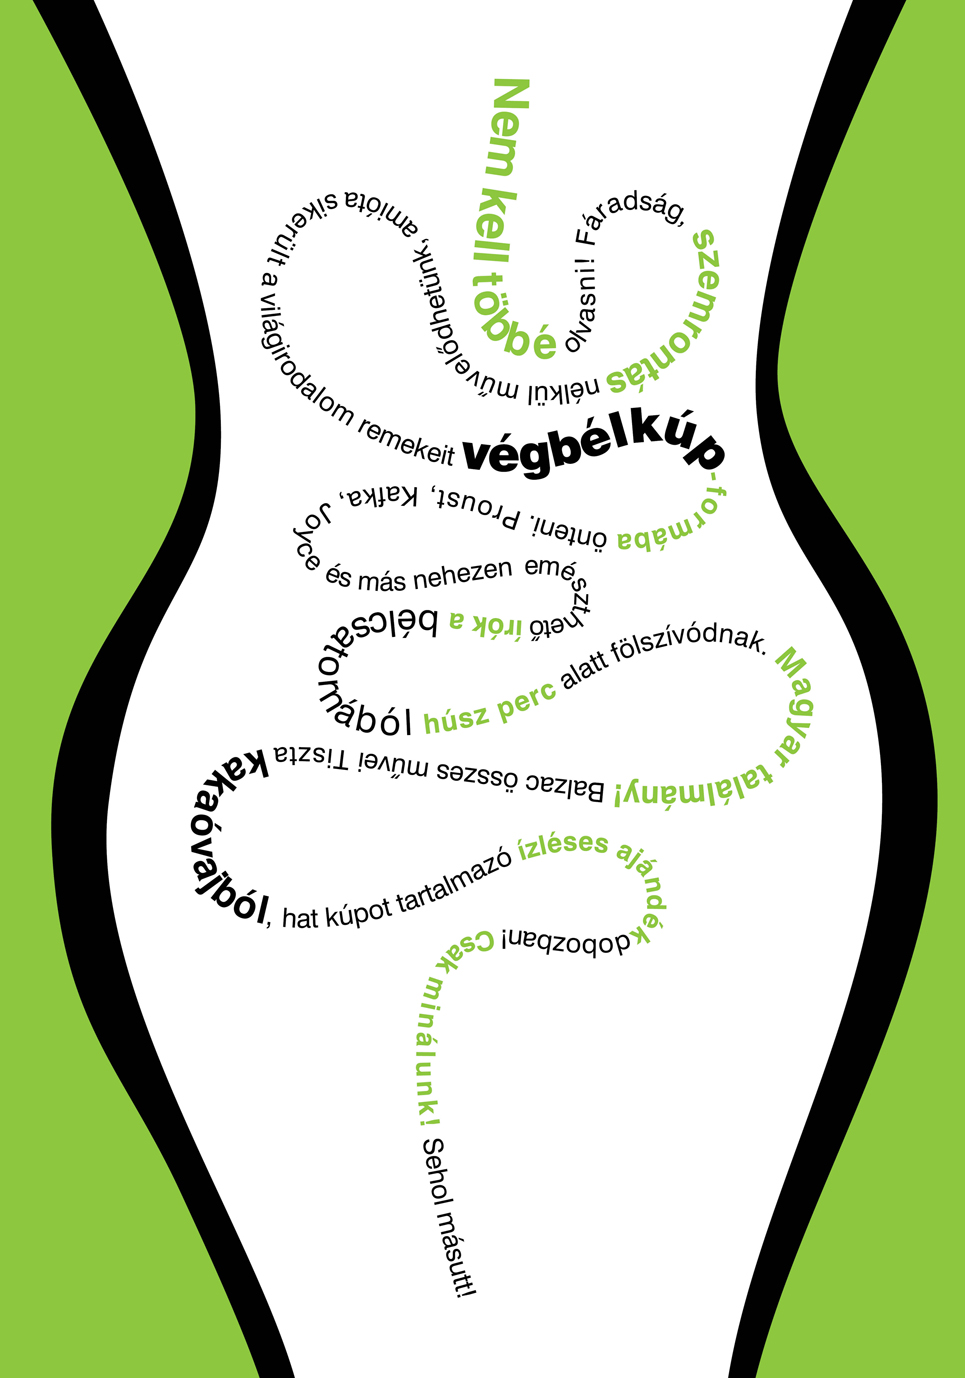 Nem kell többé olvasni! Fáradság, szemrontás nélkül művelődhetünk, amióta sikerült a világirodalom remekeit végbélkúp-formába önteni. Proust, Kafka, Joyce és más nehezen emészthető írók a bélcsatornából húsz perc alatt fölszívódnak. Magyar találmány! Balzac összes művei Tiszta kakaóvajból, hat kúpot tartalmazó ízléses ajándékdobozban! Csak minálunk! Sehol másutt!